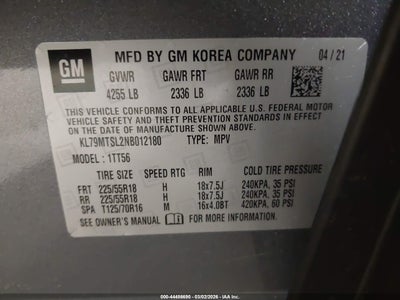 GM
MFD BY GM KOREA COMPANY 04/21
GVWR GAWR FRT GAWR RR
4255 LB 2336 LB 2336 LB
THIS VEHICLE CONFORMS TO ALL APPLICABLE U.S. FEDERAL MOTOR
VEHICLE SAFETY AND THEFT PREVENTION STANDARDS IN EFFECT ON
THE DATE OF MANUFACTURE SHOWN ABOVE.
KL79MTSL2NB012180 TYPE: MPV
MODEL: 1TT56
TIRE SIZE SPEED RTG RIM COLD TIRE PRESSURE
FRT 225/55R18 H 18x7.5J 240KPA, 35 PSI
RR 225/55R18 H 18x7.5J 240KPA, 35 PSI
SPA T125/70R16 M 16x4.0BT 420KPA, 60 PSI
SEE OWNER'S MANUAL FOR MORE INFORMATION
000-44498690 - 03/02/2026 - IAA Inc.